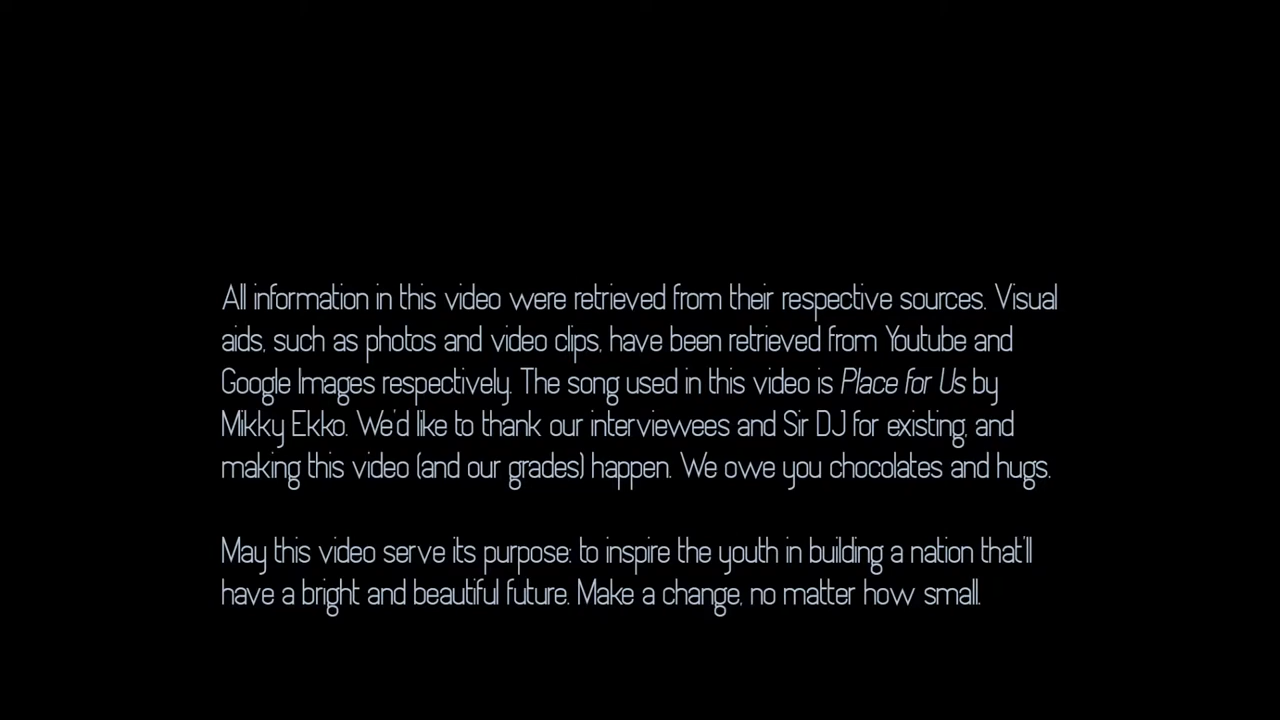 All information in this video were retrieved from their respective sources. Visual
aids, such as photos and video clips, have been retrieved from Youtube and
Google Images respectively. The song used in this video is Place for Us by
Mikky Ekko. We'd like to thank our interviewees and Sir DJ for existing, and
making this video (and our grades) happen. We owe you chocolates and hugs.
May this video serve its purpose: to inspire the youth in building a nation that'll
have a bright and beautiful future. Make a change, no matter how small.